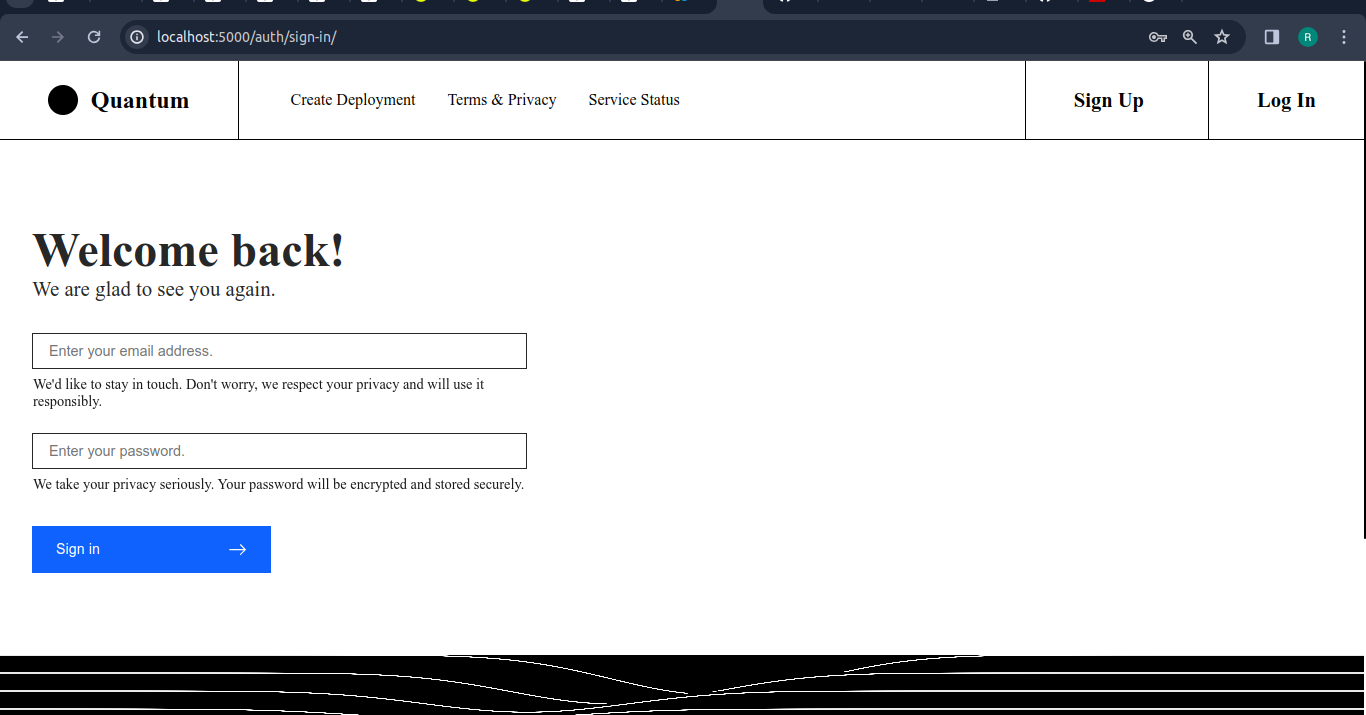 localhost:5000/auth/sign-in/
R
Quantum
Create Deployment Terms & Privacy Service Status
Sign Up
Log In
Welcome back!
We are glad to see you again.
Enter your email address.
We'd like to stay in touch. Don't worry, we respect your privacy and will use it
responsibly.
Enter your password.
We take your privacy seriously. Your password will be encrypted and stored securely.
Sign in